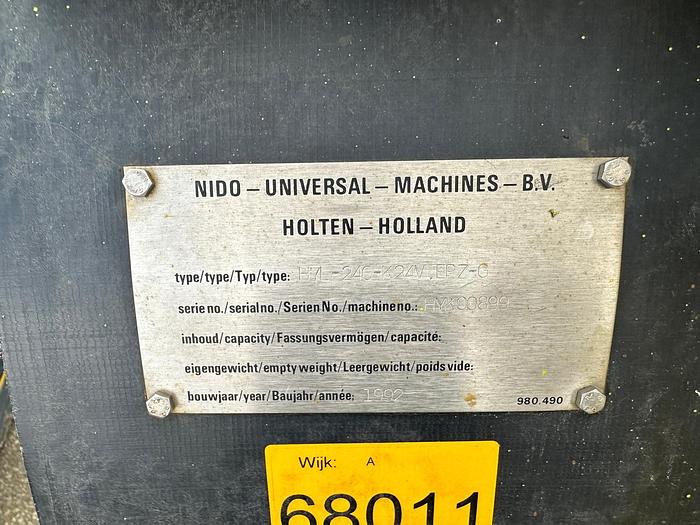 NIDO – UNIVERSAL – MACHINES – B.V.
HOLTEN – HOLLAND
type/type/Typ/type:
serie no./serial no./Serien No./machine no.:
inhoud/capacity/Fassungsvermögen/capacité:
eigengewicht/empty weight/Leergewicht/poids vide:
bouwjaar/year/Baujahr/année: 1992
980.490
Wijk: A
68011